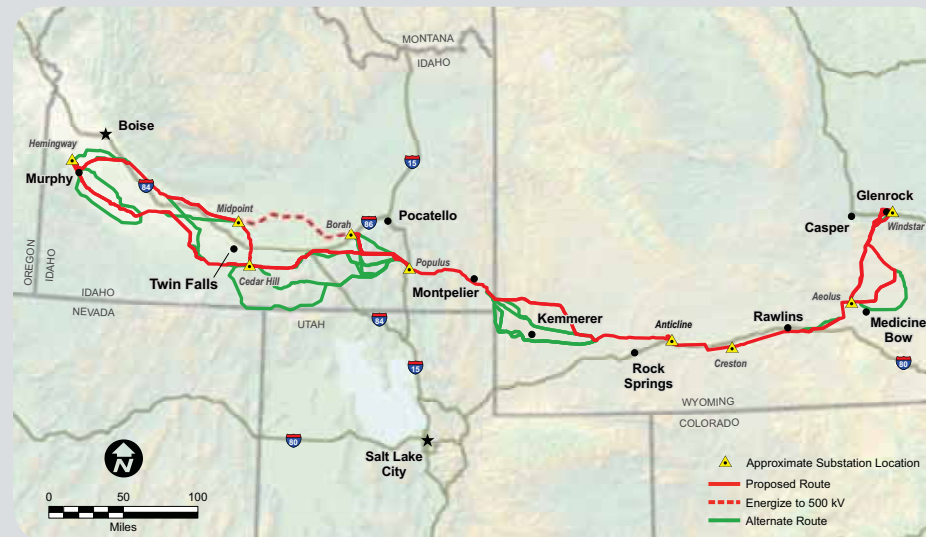 MONTANA
IDAHO
Boise
Hemingway
15
Murphy
84
Glenrock
Midpoint
Casper
Windstar
Borah
86
Pocatello
OREGON
IDAHO
Twin Falls
Cedar Hill
Populus
Montpelier
Aeolus
IDAHO
NEVADA
UTAH
84
Kemmerer
Anticline
Rawlins
Medicine
Bow
Rock
Springs
Creston
80
15
WYOMING
COLORADO
80
Salt Lake
City
N
0 50 100
Miles
Approximate Substation Location
Proposed Route
Energize to 500 kV
Alternate Route